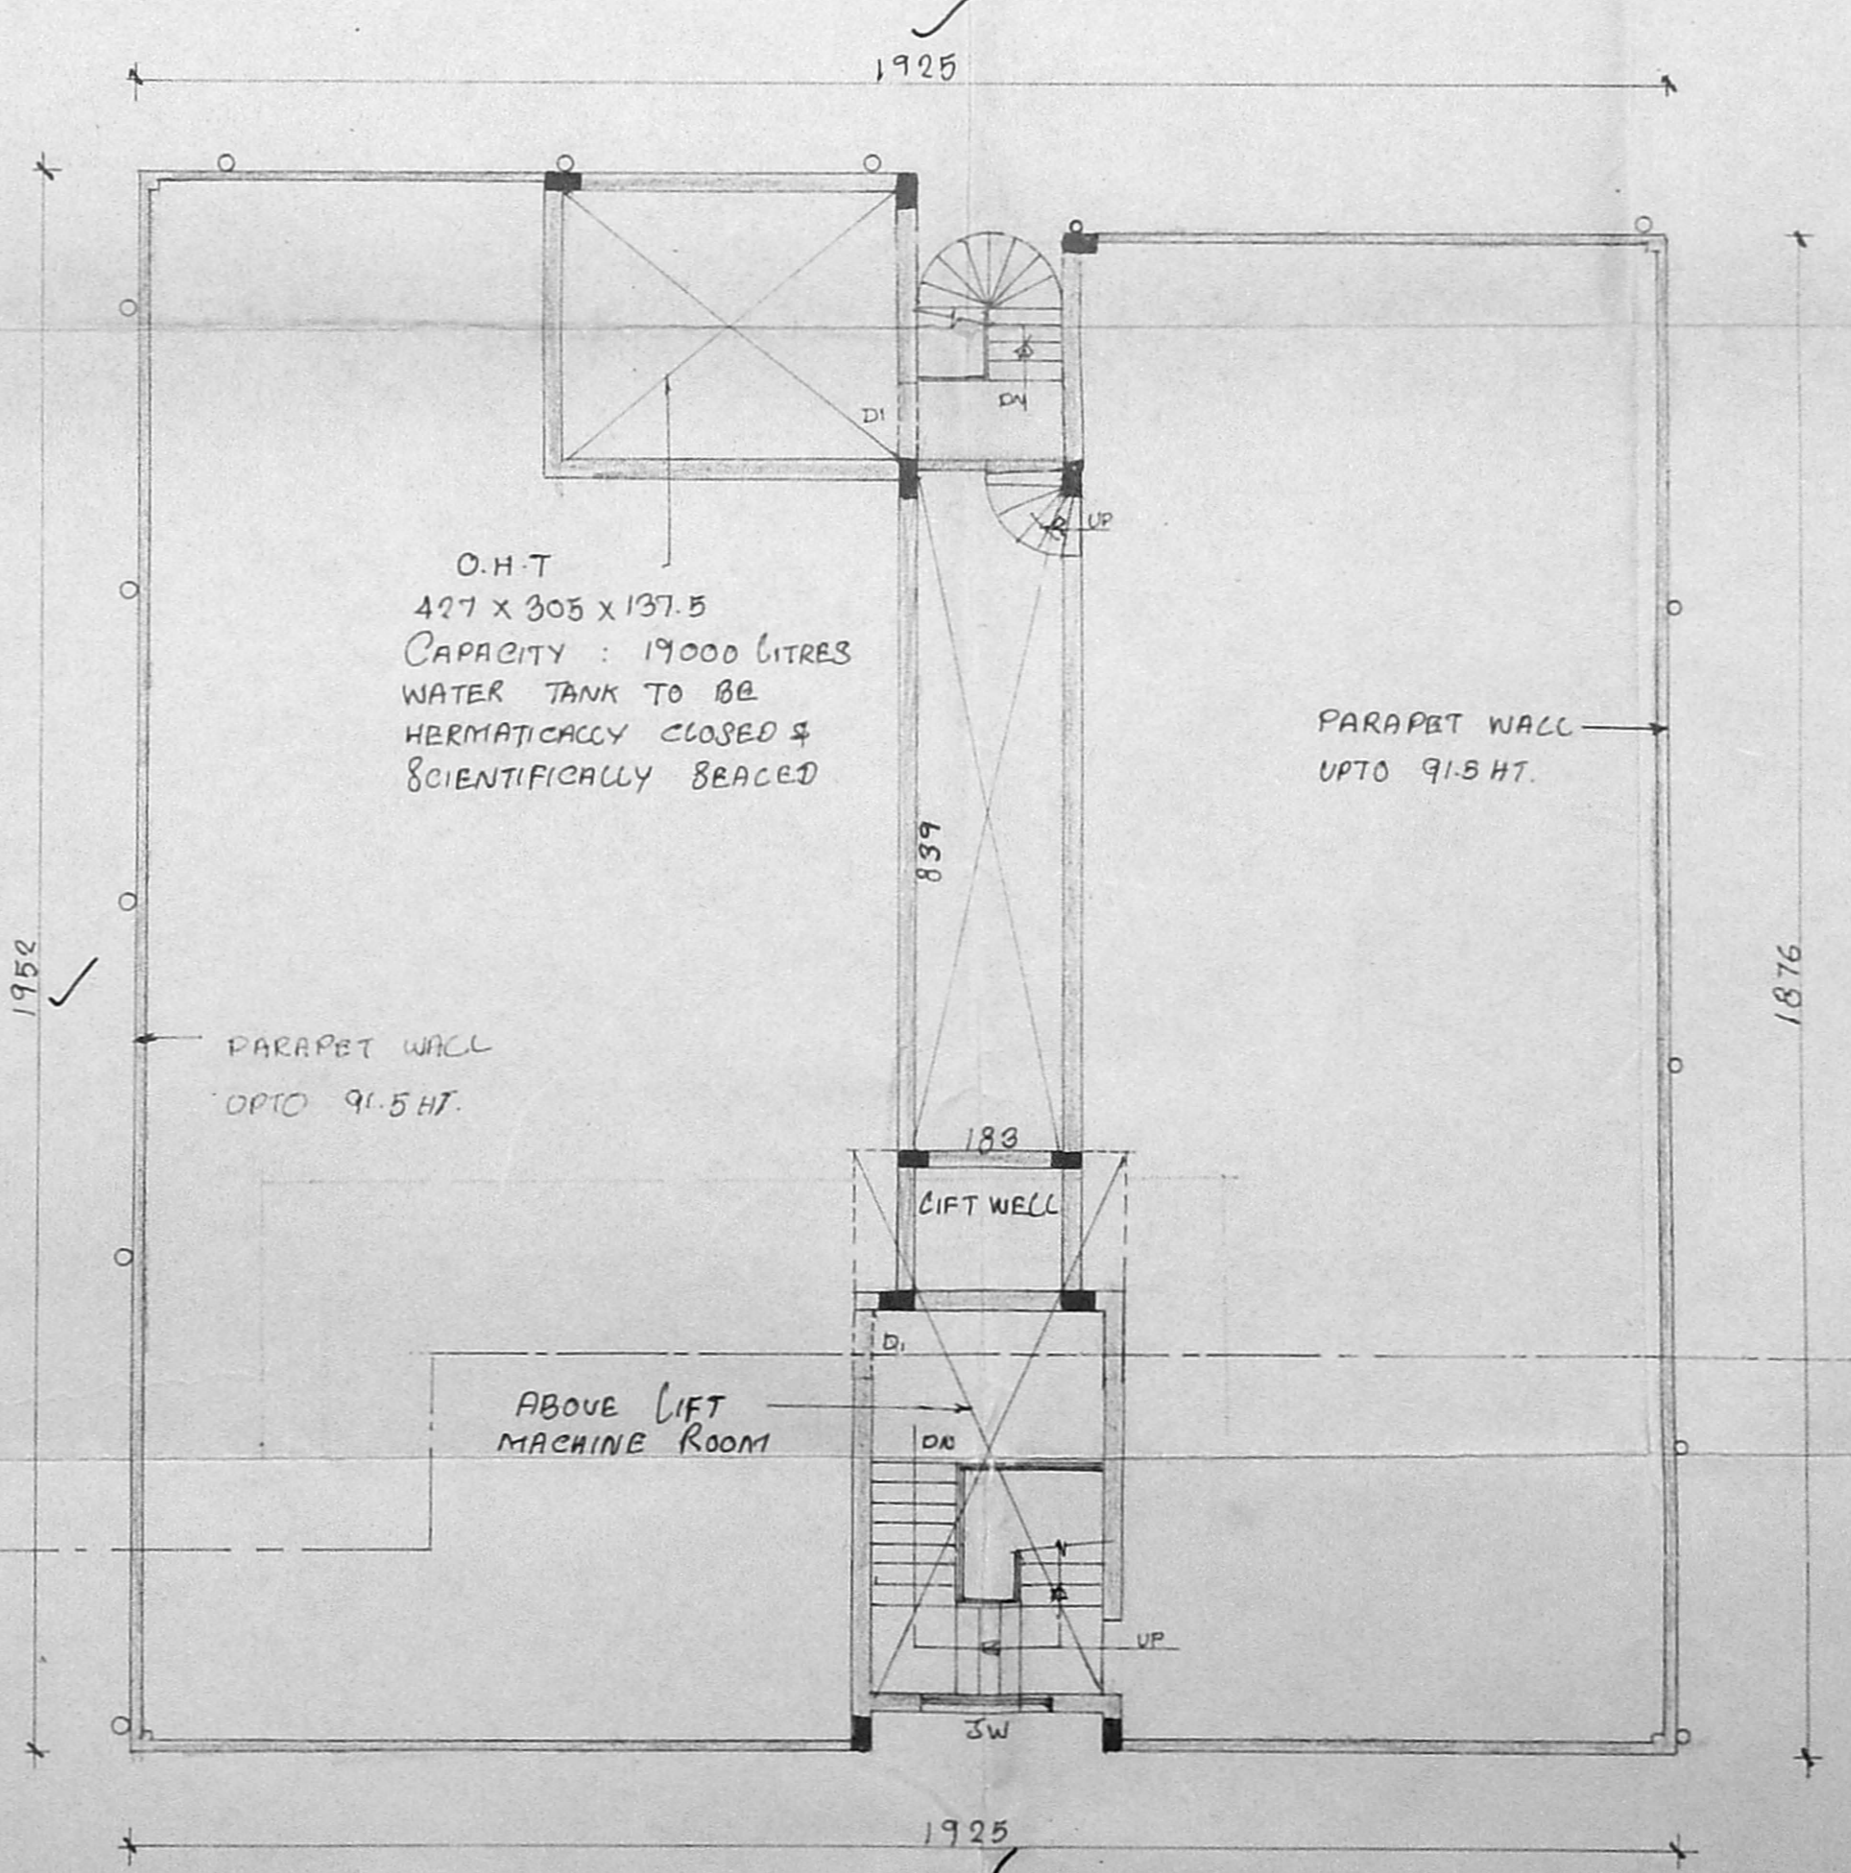 1925
D1
DN
UP
O.H.T
427 X 305 X 137.5
CAPACITY : 19000 LITRES
WATER TANK TO BE
HERMATICALLY CLOSED &
SCIENTIFICALLY SEALED
PARAPET WALL
UPTO 91.5 HT.
839
1952
1876
PARAPET WALL
UPTO 91.5 HT.
183
LIFT WELL
D1
ABOVE LIFT
MACHINE ROOM
DN
UP
JW
1925